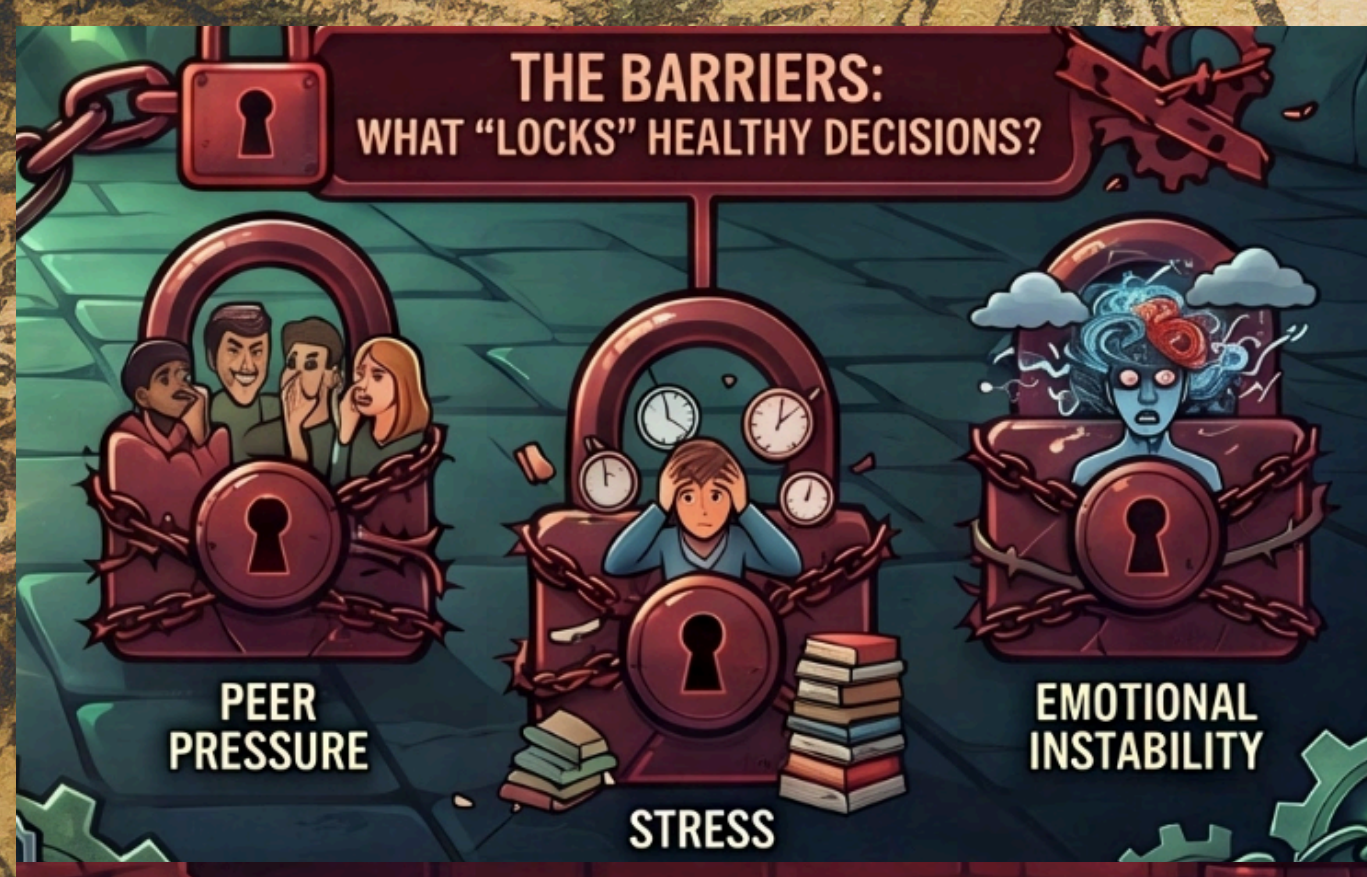 THE BARRIERS:
WHAT “LOCKS” HEALTHY DECISIONS?
PEER
PRESSURE
STRESS
EMOTIONAL
INSTABILITY